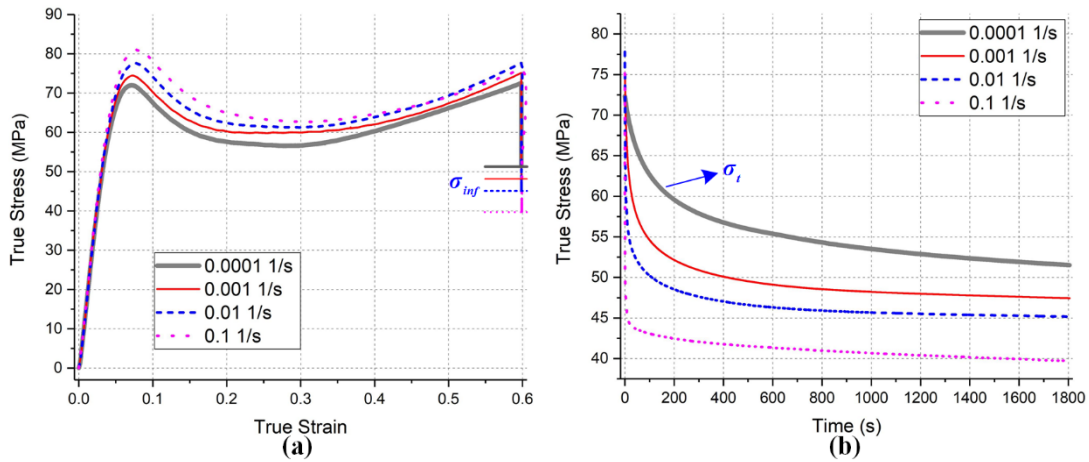 True Stress (MPa)
100
90
80
70
60
50
40
30
20
10
0
0.0001 1/s
0.001 1/s
0.01 1/s
0.1 1/s
σinf
0.0 0.1 0.2 0.3 0.4 0.5 0.6
True Strain
(a)
True Stress (MPa)
80
75
70
65
60
55
50
45
40
0.0001 1/s
0.001 1/s
0.01 1/s
0.1 1/s
σt
0 200 400 600 800 1000 1200 1400 1600 1800
Time (s)
(b)